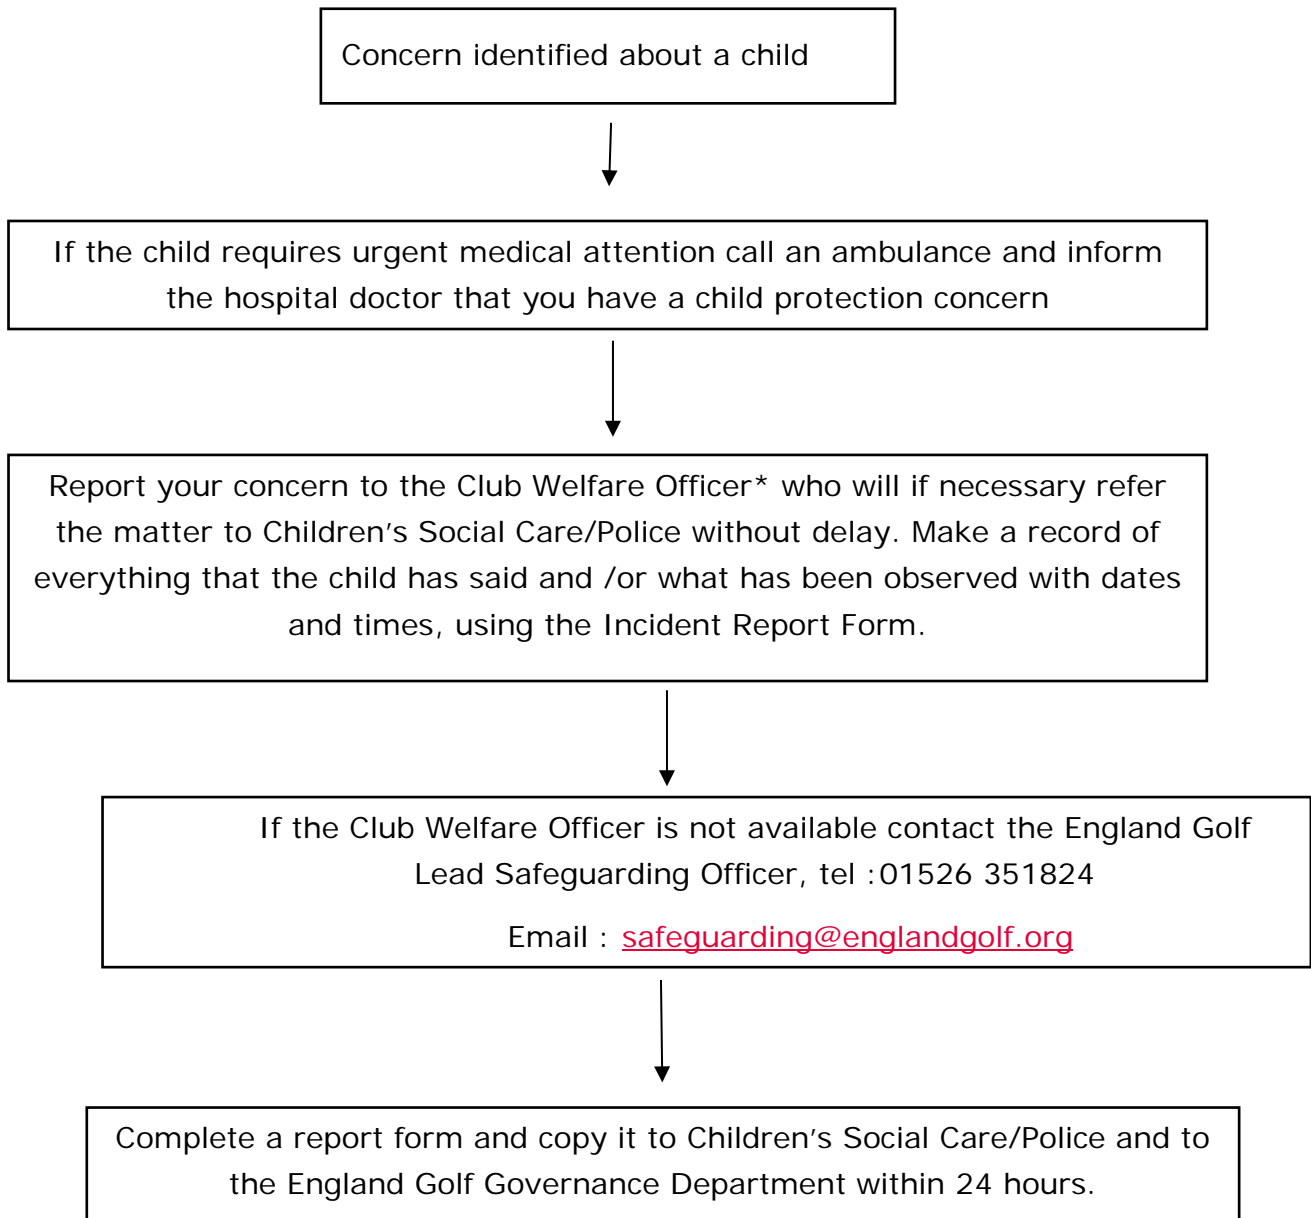 Concern identified about a child
If the child requires urgent medical attention call an ambulance and inform
the hospital doctor that you have a child protection concern
Report your concern to the Club Welfare Officer* who will if necessary refer
the matter to Children’s Social Care/Police without delay. Make a record of
everything that the child has said and /or what has been observed with dates
and times, using the Incident Report Form.
If the Club Welfare Officer is not available contact the England Golf
Lead Safeguarding Officer, tel :01526 351824
Email : safeguarding@englandgolf.org
Complete a report form and copy it to Children’s Social Care/Police and to
the England Golf Governance Department within 24 hours.